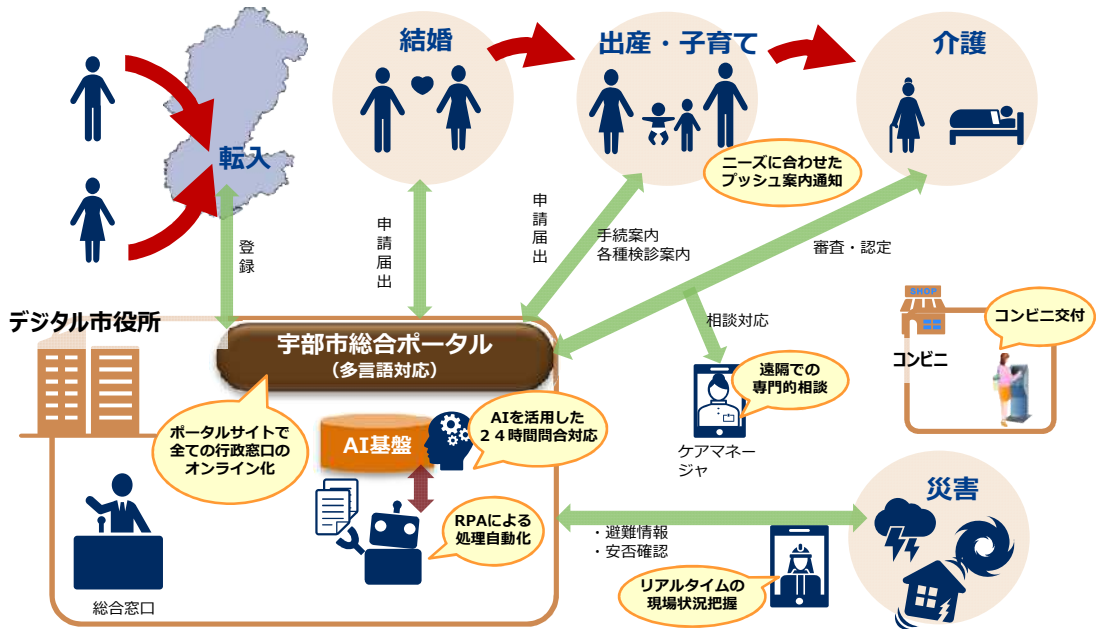 結婚
出産・子育て
介護
転入
ニーズに合わせた
プッシュ案内通知
登録
申請届出
申請届出
手続案内
各種検診案内
審査・認定
デジタル市役所
宇部市総合ポータル
（多言語対応）
相談対応
SHOP
コンビニ
コンビニ交付
遠隔での
専門的相談
ケアマネー
ジャ
ポータルサイトで
全ての行政窓口の
オンライン化
AI基盤
AIを活用した
２４時間問合対応
RPAによる
処理自動化
総合窓口
・避難情報
・安否確認
災害
リアルタイムの
現場状況把握